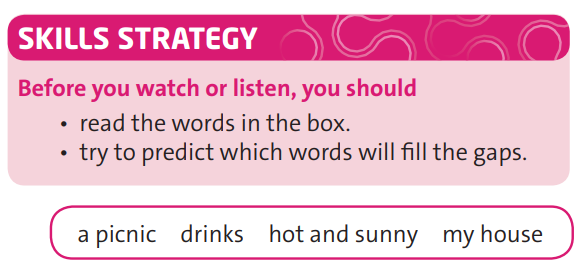 SKILLS STRATEGY
Before you watch or listen, you should
• read the words in the box.
• try to predict which words will fill the gaps.
a picnic drinks hot and sunny my house